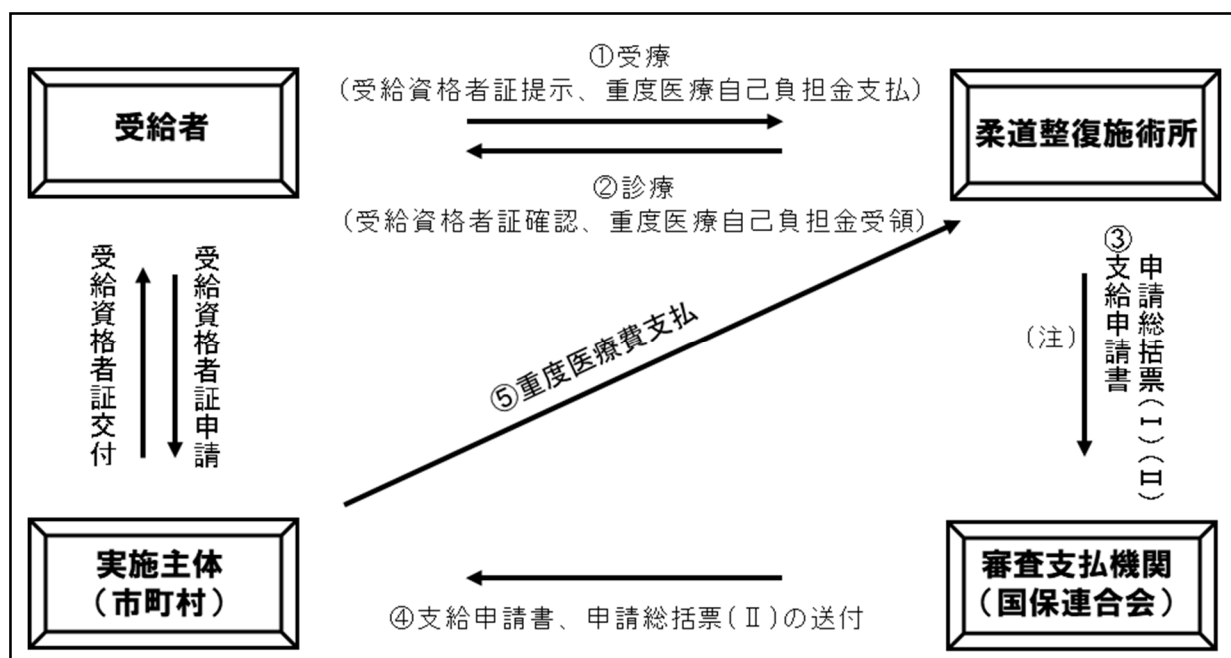 ①受療
(受給資格者証提示、重度医療自己負担金支払)
受給者
柔道整復施術所
②診療
(受給資格者証確認、重度医療自己負担金受領)
受給資格者証交付
受給資格者証申請
⑤重度医療費支払
(注)
③支給申請書
申請総括票(Ⅰ)(Ⅱ)
実施主体
(市町村)
審査支払機関
(国保連合会)
④支給申請書、申請総括票(Ⅱ)の送付